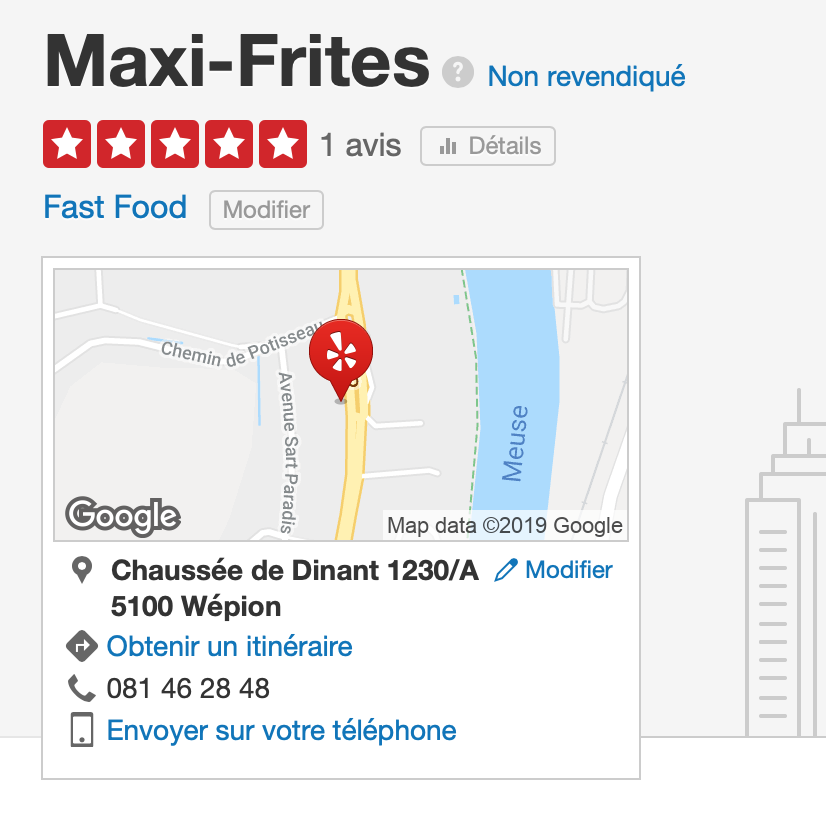 Maxi-Frites ? Non revendiqué
1 avis Détails
Fast Food Modifier
Chemin de Potisseau
Avenue Sart Paradis
Meuse
Google
Map data ©2019 Google
Chaussée de Dinant 1230/A Modifier
5100 Wépion
Obtenir un itinéraire
081 46 28 48
Envoyer sur votre téléphone